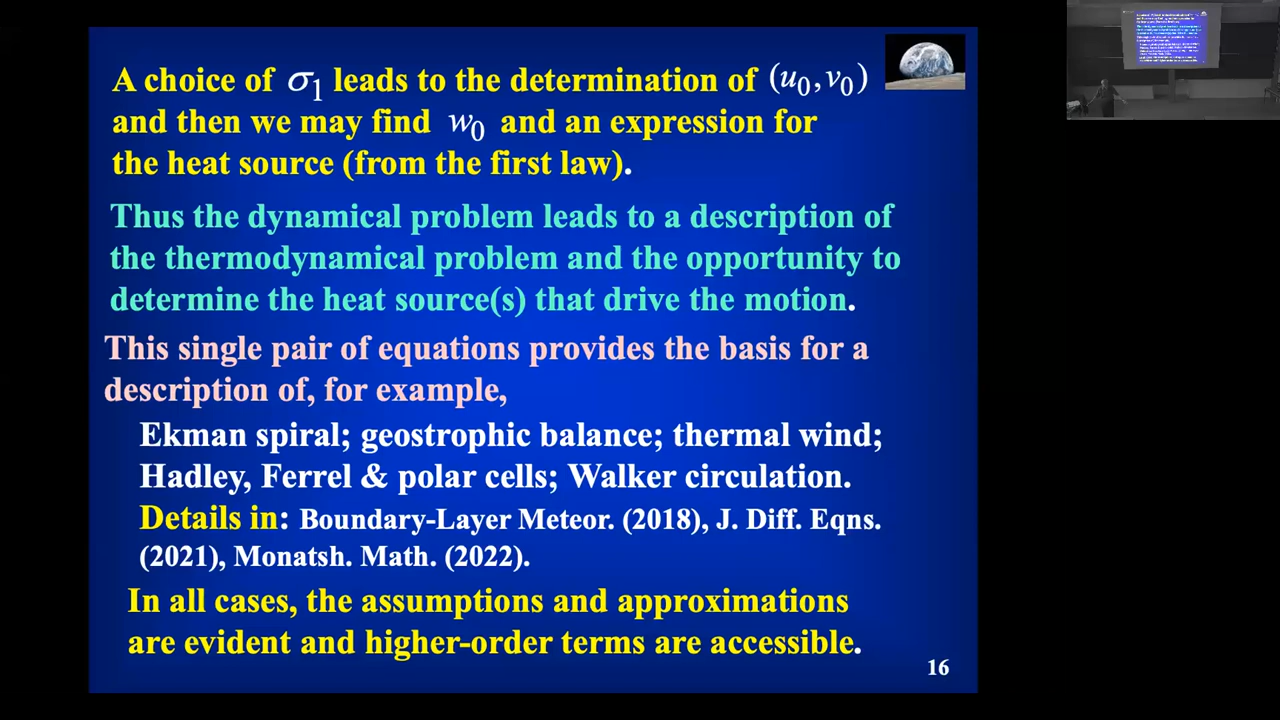 A choice of σ₁ leads to the determination of (u₀,v₀)
and then we may find w₀ and an expression for
the heat source (from the first law).
Thus the dynamical problem leads to a description of
the thermodynamical problem and the opportunity to
determine the heat source(s) that drive the motion.
This single pair of equations provides the basis for a
description of, for example,
Ekman spiral; geostrophic balance; thermal wind;
Hadley, Ferrel & polar cells; Walker circulation.
Details in: Boundary-Layer Meteor. (2018), J. Diff. Eqns.
(2021), Monatsh. Math. (2022).
In all cases, the assumptions and approximations
are evident and higher-order terms are accessible.
16